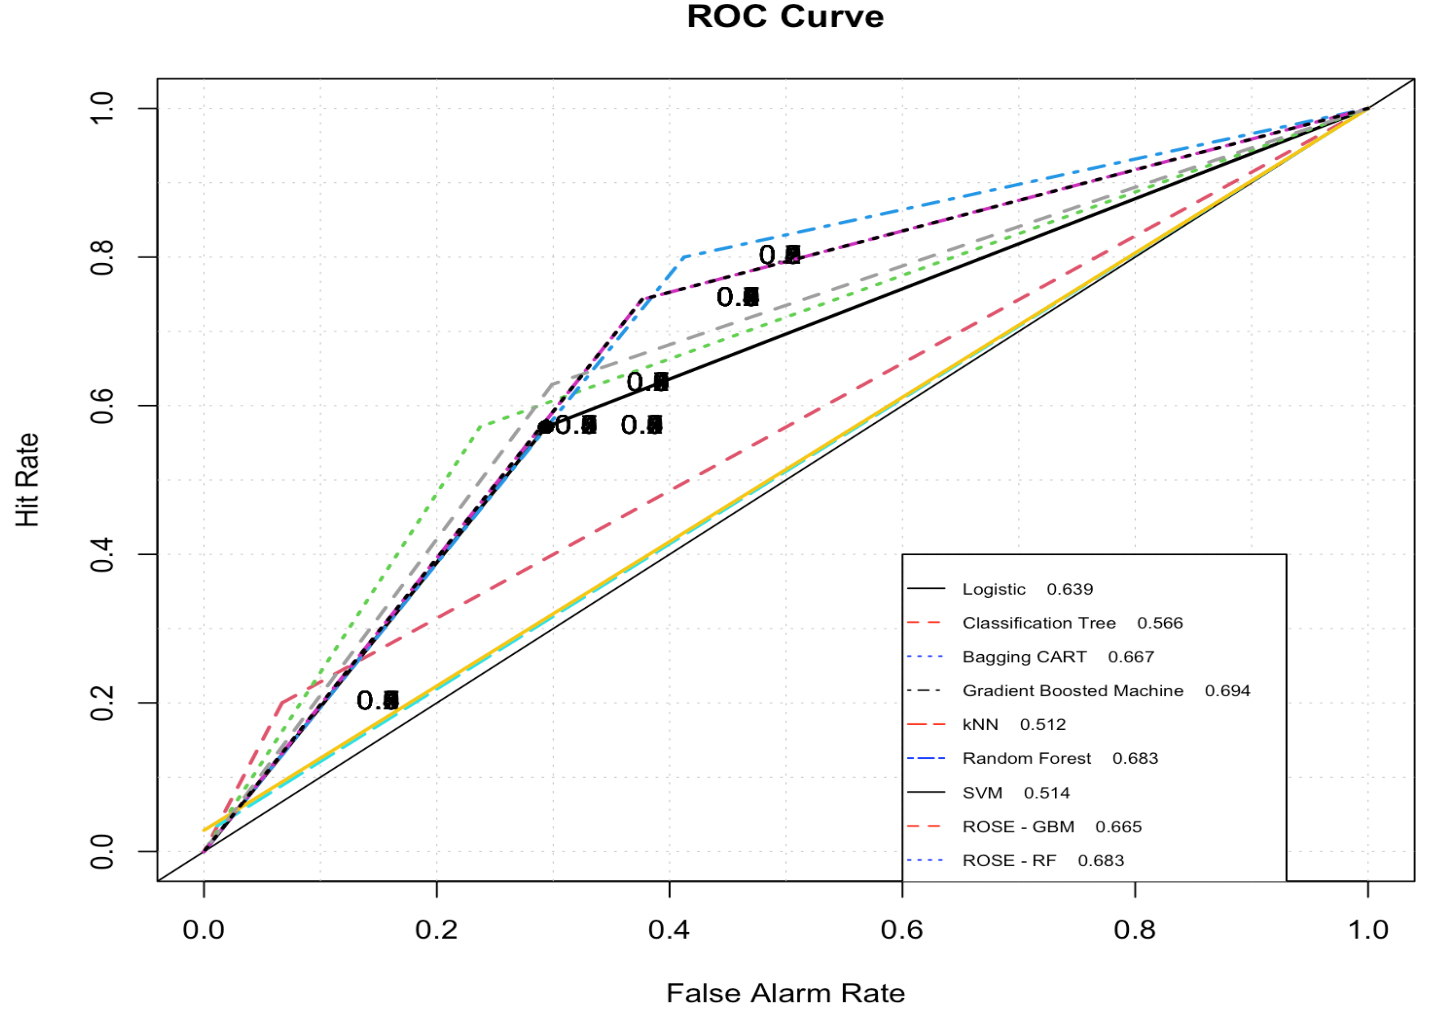 ROC Curve
1.0
0.8
0.6
0.4
0.2
0.0
Hit Rate
Logistic 0.639
Classification Tree 0.566
Bagging CART 0.667
Gradient Boosted Machine 0.694
kNN 0.512
Random Forest 0.683
SVM 0.514
ROSE - GBM 0.665
ROSE - RF 0.683
0.0 0.2 0.4 0.6 0.8 1.0
False Alarm Rate